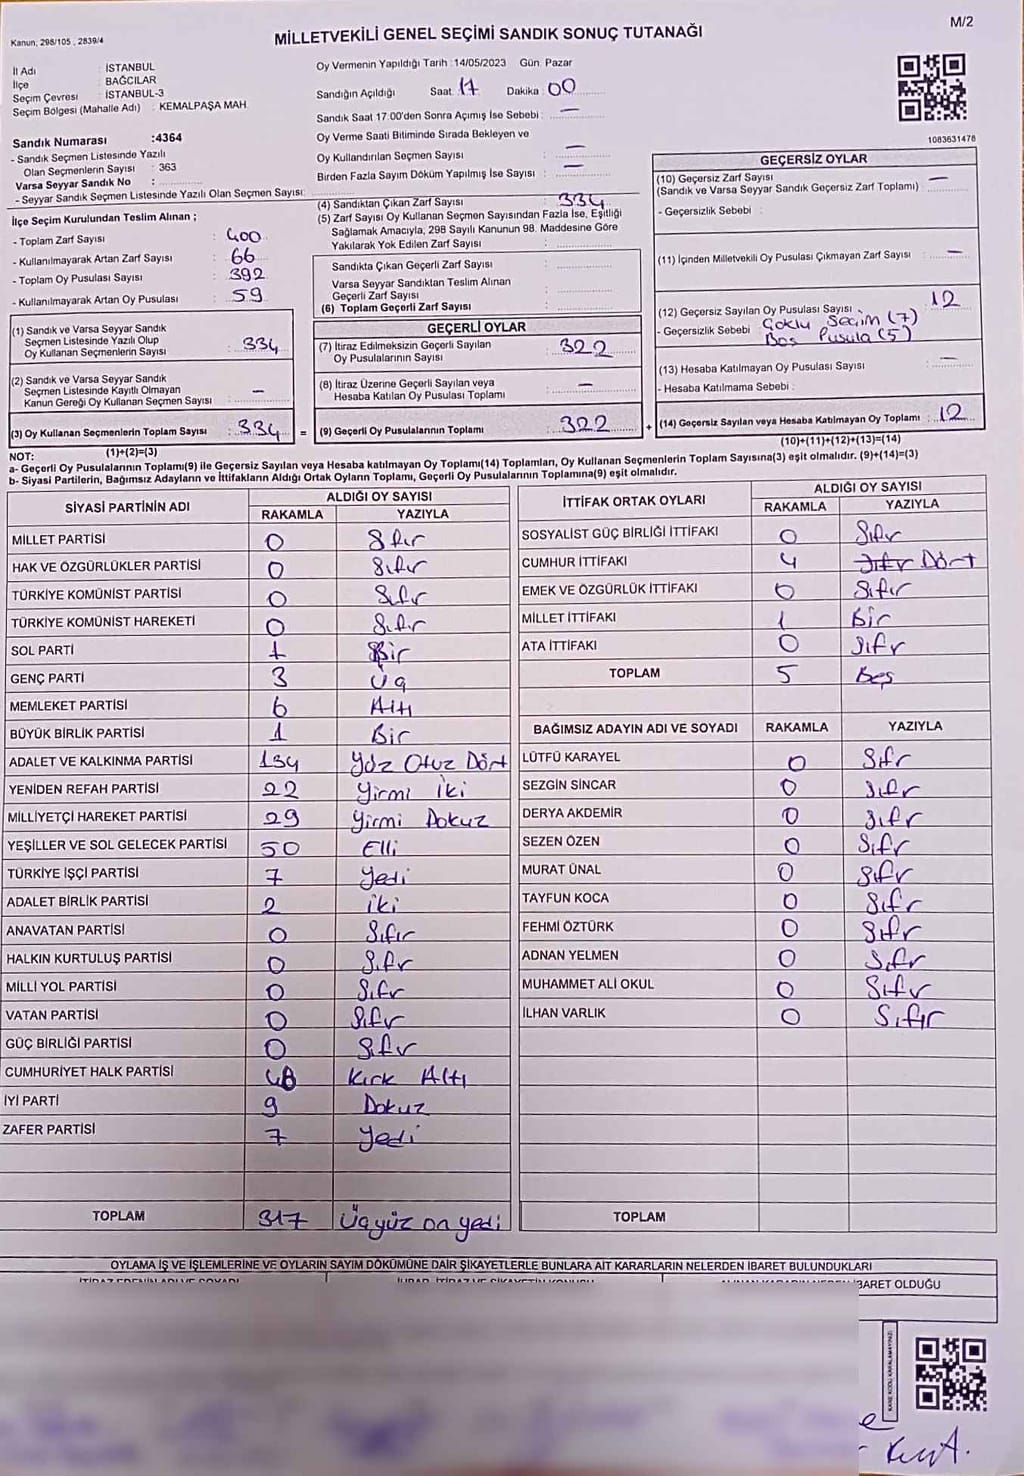 M/2
Kanun; 298/105 , 2839/4
MİLLETVEKİLİ GENEL SEÇİMİ SANDIK SONUÇ TUTANAĞI
İl Adı : İSTANBUL
İlçe : BAĞCILAR
Seçim Çevresi : İSTANBUL-3
Seçim Bölgesi (Mahalle Adı) : KEMALPAŞA MAH.
Sandık Numarası :4364
- Sandık Seçmen Listesinde Yazılı
Olan Seçmenlerin Sayısı : 363
Varsa Seyyar Sandık No :
- Seyyar Sandık Seçmen Listesinde Yazılı Olan Seçmen Sayısı:
Oy Vermenin Yapıldığı Tarih :14/05/2023 Gün: Pazar
Sandığın Açıldığı Saat: 17 Dakika : 00
Sandık Saat 17:00'den Sonra Açımış İse Sebebi : —
Oy Verme Saati Bitiminde Sırada Bekleyen ve
Oy Kullandırılan Seçmen Sayısı : —
Birden Fazla Sayım Döküm Yapılmış İse Sayısı : —
1083631478
İlçe Seçim Kurulundan Teslim Alınan ;
- Toplam Zarf Sayısı : 400
- Kullanılmayarak Artan Zarf Sayısı : 66
- Toplam Oy Pusulası Sayısı : 392
- Kullanılmayarak Artan Oy Pusulası : 59
(1) Sandık ve Varsa Seyyar Sandık
Seçmen Listesinde Yazılı Olup
Oy Kullanan Seçmenlerin Sayısı : 334
(2) Sandık ve Varsa Seyyar Sandık
Seçmen Listesinde Kayıtlı Olmayan
Kanun Gereği Oy Kullanan Seçmen Sayısı : —
(3) Oy Kullanan Seçmenlerin Toplam Sayısı : 334 =
(1)+(2)=(3)
(4) Sandıktan Çıkan Zarf Sayısı : 334
(5) Zarf Sayısı Oy Kullanan Seçmen Sayısından Fazla İse, Eşitliği
Sağlamak Amacıyla, 298 Sayılı Kanunun 98. Maddesine Göre
Yakılarak Yok Edilen Zarf Sayısı :
Sandıkta Çıkan Geçerli Zarf Sayısı :
Varsa Seyyar Sandıktan Teslim Alınan
Geçerli Zarf Sayısı :
(6) Toplam Geçerli Zarf Sayısı :
GEÇERLİ OYLAR
(7) İtiraz Edilmeksizin Geçerli Sayılan
Oy Pusulalarının Sayısı : 322
(8) İtiraz Üzerine Geçerli Sayılan veya
Hesaba Katılan Oy Pusulası Toplamı : —
(9) Geçerli Oy Pusulalarının Toplamı : 322 +
GEÇERSİZ OYLAR
(10) Geçersiz Zarf Sayısı : —
(Sandık ve Varsa Seyyar Sandık Geçersiz Zarf Toplamı)
- Geçersizlik Sebebi :
(11) İçinden Milletvekili Oy Pusulası Çıkmayan Zarf Sayısı : —
(12) Geçersiz Sayılan Oy Pusulası Sayısı : 12
- Geçersizlik Sebebi : Çoklu Seçim (7)
Boş Pusula (5)
(13) Hesaba Katılmayan Oy Pusulası Sayısı : —
- Hesaba Katılmama Sebebi :
(14) Geçersiz Sayılan veya Hesaba Katılmayan Oy Toplamı : 12
(10)+(11)+(12)+(13)=(14)
NOT:
a- Geçerli Oy Pusulalarının Toplamı(9) ile Geçersiz Sayılan veya Hesaba katılmayan Oy Toplamı(14) Toplamları, Oy Kullanan Seçmenlerin Toplam Sayısına(3) eşit olmalıdır. (9)+(14)=(3)
b- Siyasi Partilerin, Bağımsız Adayların ve İttifakların Aldığı Ortak Oyların Toplamı, Geçerli Oy Pusulalarının Toplamına(9) eşit olmalıdır.
SİYASİ PARTİNİN ADI ALDIĞI OY SAYISI
RAKAMLA YAZIYLA
MİLLET PARTİSİ 0 Sıfır
HAK VE ÖZGÜRLÜKLER PARTİSİ 0 Sıfır
TÜRKİYE KOMÜNİST PARTİSİ 0 Sıfır
TÜRKİYE KOMÜNİST HAREKETİ 0 Sıfır
SOL PARTİ 1 Bir
GENÇ PARTİ 3 Üç
MEMLEKET PARTİSİ 6 Altı
BÜYÜK BİRLİK PARTİSİ 1 Bir
ADALET VE KALKINMA PARTİSİ 134 Yüz Otuz Dört
YENİDEN REFAH PARTİSİ 22 Yirmi İki
MİLLİYETÇİ HAREKET PARTİSİ 29 Yirmi Dokuz
YEŞİLLER VE SOL GELECEK PARTİSİ 50 Elli
TÜRKİYE İŞÇİ PARTİSİ 7 Yedi
ADALET BİRLİK PARTİSİ 2 iki
ANAVATAN PARTİSİ 0 Sıfır
HALKIN KURTULUŞ PARTİSİ 0 Sıfır
MİLLİ YOL PARTİSİ 0 Sıfır
VATAN PARTİSİ 0 Sıfır
GÜÇ BİRLİĞİ PARTİSİ 0 Sıfır
CUMHURİYET HALK PARTİSİ 46 Kırk Altı
İYİ PARTİ 9 Dokuz
ZAFER PARTİSİ 7 Yedi
TOPLAM 317 Üçyüz on yedi
İTTİFAK ORTAK OYLARI ALDIĞI OY SAYISI
RAKAMLA YAZIYLA
SOSYALİST GÜÇ BİRLİĞİ İTTİFAKI 0 Sıfır
CUMHUR İTTİFAKI 4 Sıfır Dört
EMEK VE ÖZGÜRLÜK İTTİFAKI 0 Sıfır
MİLLET İTTİFAKI 1 Bir
ATA İTTİFAKI 0 Sıfır
TOPLAM 5 Beş
BAĞIMSIZ ADAYIN ADI VE SOYADI RAKAMLA YAZIYLA
LÜTFÜ KARAYEL 0 Sıfır
SEZGİN SİNCAR 0 Sıfır
DERYA AKDEMİR 0 Sıfır
SEZEN ÖZEN 0 Sıfır
MURAT ÜNAL 0 Sıfır
TAYFUN KOCA 0 Sıfır
FEHMİ ÖZTÜRK 0 Sıfır
ADNAN YELMEN 0 Sıfır
MUHAMMET ALİ OKUL 0 Sıfır
İLHAN VARLIK 0 Sıfır
TOPLAM
OYLAMA İŞ VE İŞLEMLERİNE VE OYLARIN SAYIM DÖKÜMÜNE DAİR ŞİKAYETLERLE BUNLARA AİT KARARLARIN NELERDEN İBARET BULUNDUKLARI
BARET OLDUĞU